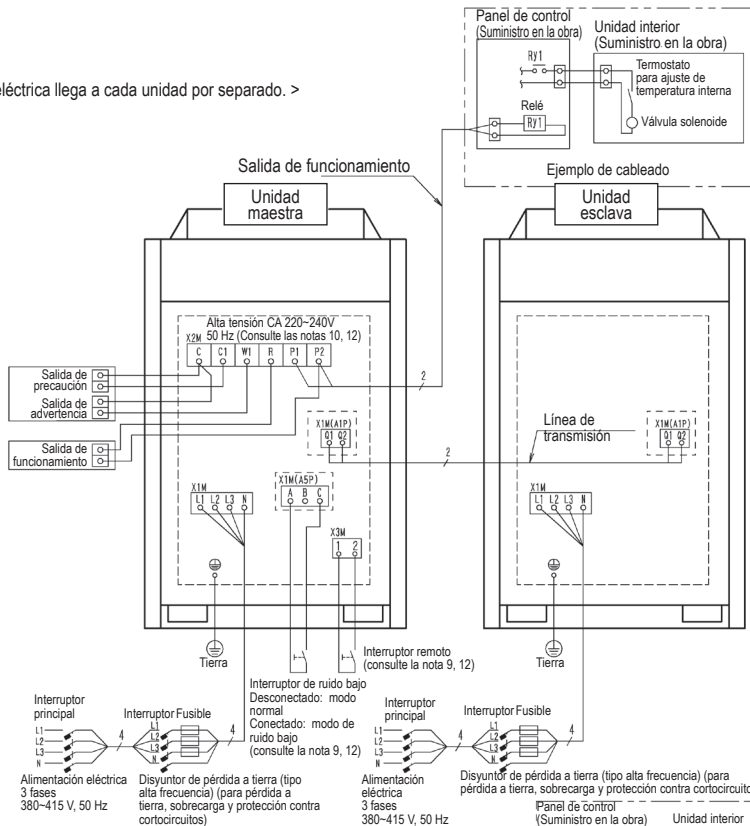 eléctrica llega a cada unidad por separado. >
Panel de control
(Suministro en la obra)
Ry1
Relé
Ry1
Unidad interior
(Suministro en la obra)
Termostato
para ajuste de
temperatura interna
Válvula solenoide
Ejemplo de cableado
Salida de funcionamiento
Unidad
maestra
Unidad
esclava
Alta tensión CA 220~240V
X2M 50 Hz (Consulte las notas 10, 12)
C C1 W1 R P1 P2
Salida de
precaución
Salida de
advertencia
Salida de
funcionamiento
2
X1M(A1P)
Q1 Q2
2
Línea de
transmisión
X1M(A1P)
Q1 Q2
X1M
L1 L2 L3 N
X1M(A5P)
A B C
X3M
1 2
X1M
L1 L2 L3 N
Tierra
Interruptor remoto
(consulte la nota 9, 12)
Tierra
Interruptor de ruido bajo
Desconectado: modo
normal
Conectado: modo de
ruido bajo
(consulte la nota 9, 12)
Interruptor
principal
Interruptor Fusible
L1
L2
L3
N
4
L1
L2
L3
N
4
Alimentación eléctrica
3 fases
380~415 V, 50 Hz
Disyuntor de pérdida a tierra (tipo
alta frecuencia) (para pérdida a
tierra, sobrecarga y protección contra
cortocircuitos)
Interruptor
principal
Interruptor Fusible
L1
L2
L3
N
4
L1
L2
L3
N
4
Alimentación
eléctrica
3 fases
380~415 V, 50 Hz
Disyuntor de pérdida a tierra (tipo alta frecuencia) (para
pérdida a tierra, sobrecarga y protección contra cortocircuito
Panel de control
(Suministro en la obra)
Unidad interior